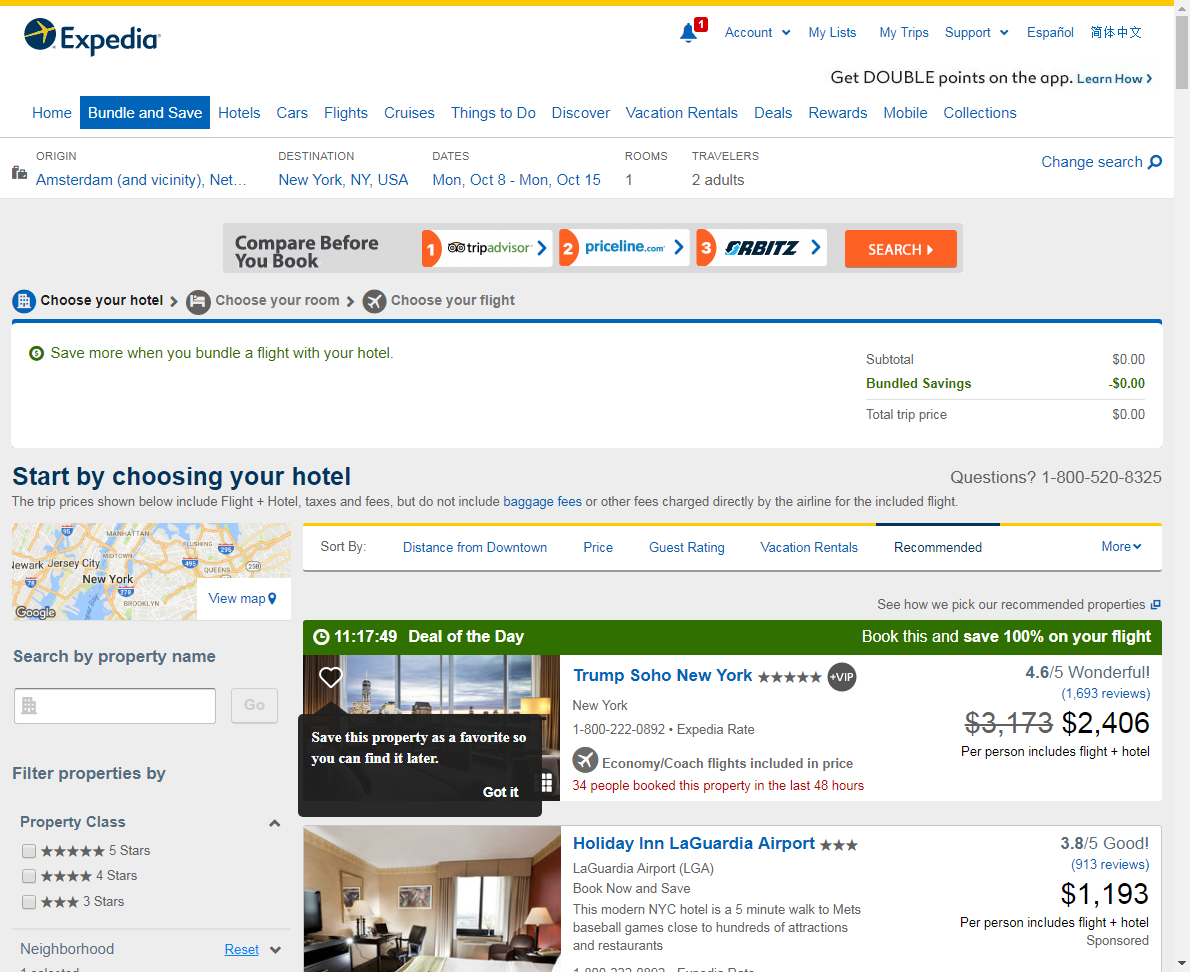 Expedia
1
Account
My Lists
My Trips
Support
Español
简体中文
Get DOUBLE points on the app. Learn How
Home
Bundle and Save
Hotels
Cars
Flights
Cruises
Things to Do
Discover
Vacation Rentals
Deals
Rewards
Mobile
Collections
ORIGIN
Amsterdam (and vicinity), Net…
DESTINATION
New York, NY, USA
DATES
Mon, Oct 8 - Mon, Oct 15
ROOMS
1
TRAVELERS
2 adults
Change search
Compare Before
You Book
1 tripadvisor
2 priceline.com
3 ORBITZ
SEARCH
Choose your hotel
Choose your room
Choose your flight
Save more when you bundle a flight with your hotel.
Subtotal $0.00
Bundled Savings -$0.00
Total trip price $0.00
Start by choosing your hotel
Questions? 1-800-520-8325
The trip prices shown below include Flight + Hotel, taxes and fees, but do not include baggage fees or other fees charged directly by the airline for the included flight.
MANHATTAN
FLUSHING
MIDTOWN
ewark
Jersey City
QUEENS
New York
BROOKLYN
95
295
495
25B
78
278
Google
View map
Search by property name
Go
Filter properties by
Property Class
5 Stars
4 Stars
3 Stars
Neighborhood
Reset
1 selected
Sort By:
Distance from Downtown
Price
Guest Rating
Vacation Rentals
Recommended
More
See how we pick our recommended properties
11:17:49 Deal of the Day
Book this and save 100% on your flight
Save this property as a favorite so
you can find it later.
Got it
Trump Soho New York
+VIP
New York
1-800-222-0892 • Expedia Rate
Economy/Coach flights included in price
34 people booked this property in the last 48 hours
4.6/5 Wonderful!
(1,693 reviews)
$3,173 $2,406
Per person includes flight + hotel
Holiday Inn LaGuardia Airport
LaGuardia Airport (LGA)
Book Now and Save
This modern NYC hotel is a 5 minute walk to Mets
baseball games close to hundreds of attractions
and restaurants
1-800-222-0892 • Expedia Rate
3.8/5 Good!
(913 reviews)
$1,193
Per person includes flight + hotel
Sponsored